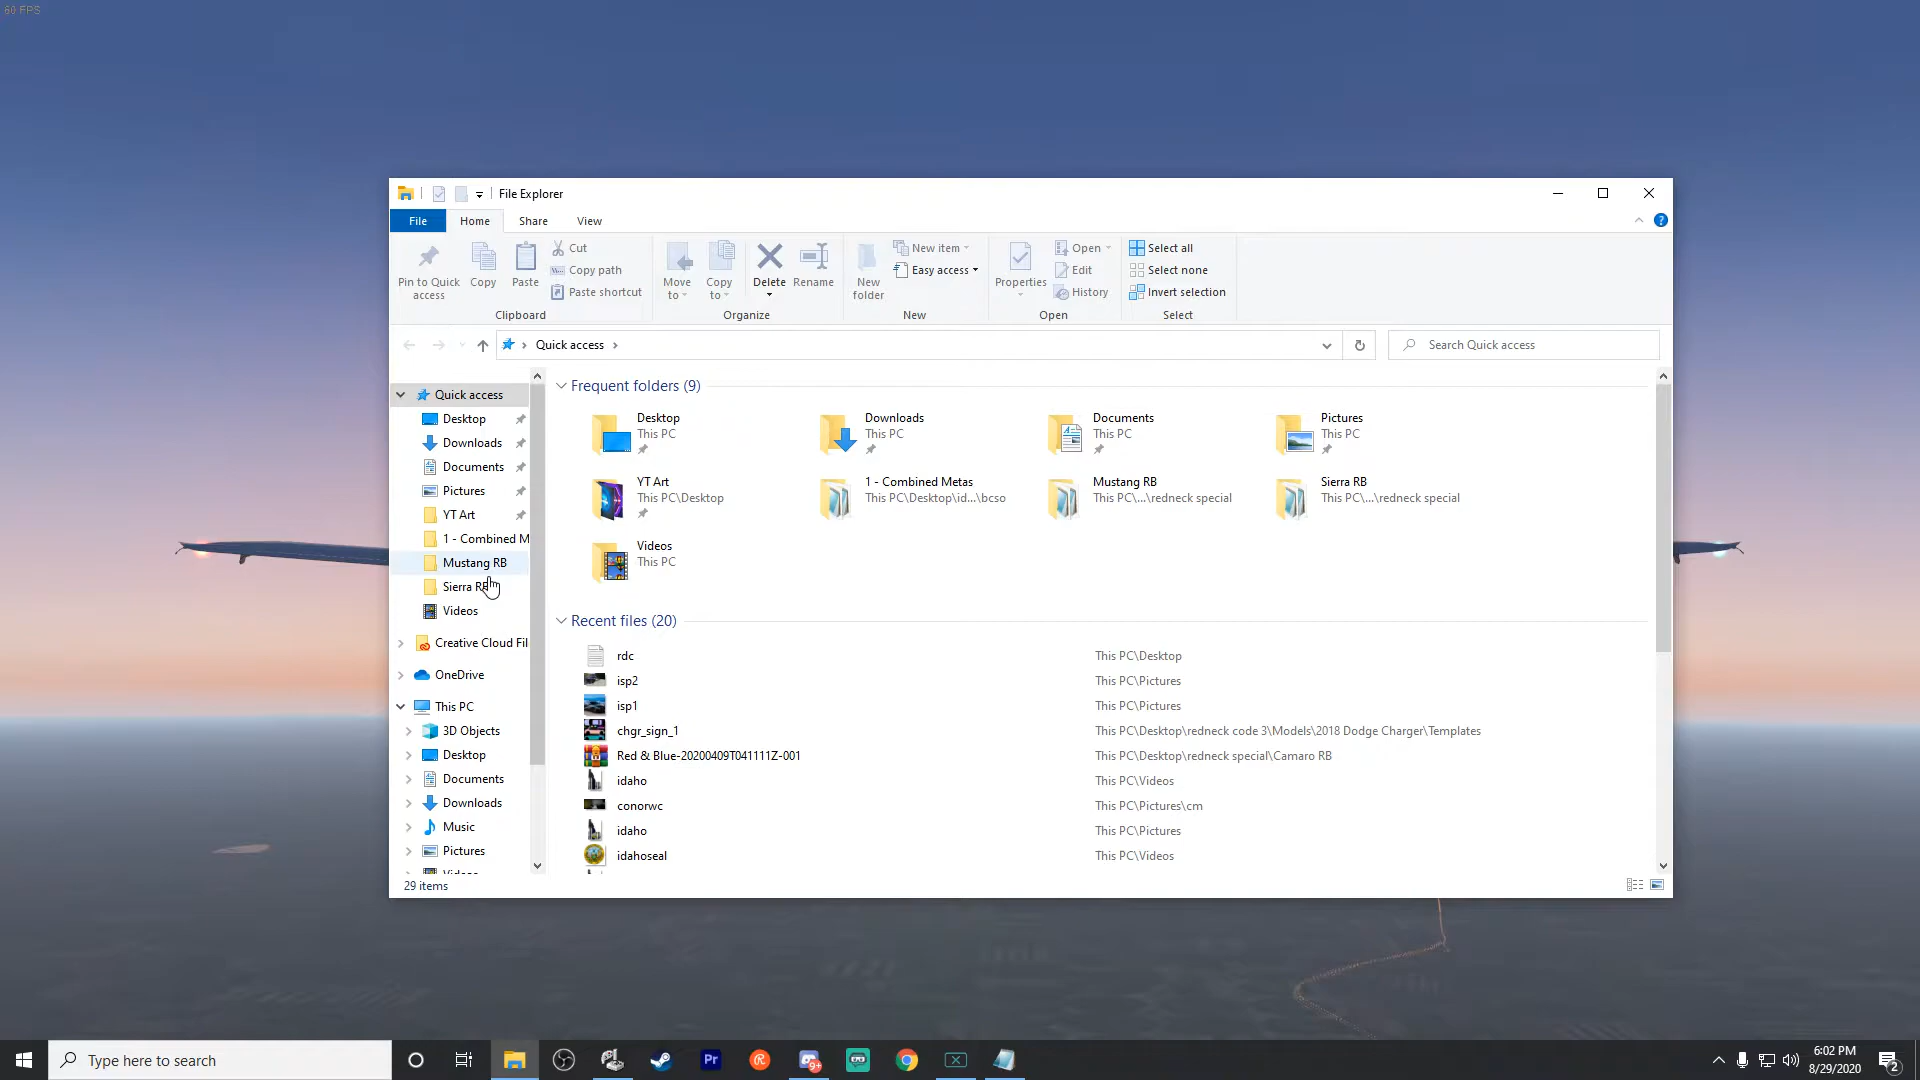 60 FPS
File Explorer
File Home Share View
Pin to Quick access
Copy
Paste
Cut
Copy path
Paste shortcut
Clipboard
Move to
Copy to
Delete
Rename
Organize
New folder
New item
Easy access
New
Properties
Open
Edit
History
Open
Select all
Select none
Invert selection
Select
Quick access
Search Quick access
Quick access
Desktop
Downloads
Documents
Pictures
YT Art
1 - Combined M
Mustang RB
Sierra RB
Videos
Creative Cloud Fil
OneDrive
This PC
3D Objects
Desktop
Documents
Downloads
Music
Pictures
Videos
Frequent folders (9)
Desktop
This PC
Downloads
This PC
Documents
This PC
Pictures
This PC
YT Art
This PC\Desktop
1 - Combined Metas
This PC\Desktop\id...\bcso
Mustang RB
This PC\...\redneck special
Sierra RB
This PC\...\redneck special
Videos
This PC
Recent files (20)
rdc This PC\Desktop
isp2 This PC\Pictures
isp1 This PC\Pictures
chgr_sign_1 This PC\Desktop\redneck code 3\Models\2018 Dodge Charger\Templates
Red & Blue-20200409T041111Z-001 This PC\Desktop\redneck special\Camaro RB
idaho This PC\Videos
conorwc This PC\Pictures\cm
idaho This PC\Pictures
idahoseal This PC\Videos
29 items
Type here to search
Pr
9+
6:02 PM
8/29/2020
2